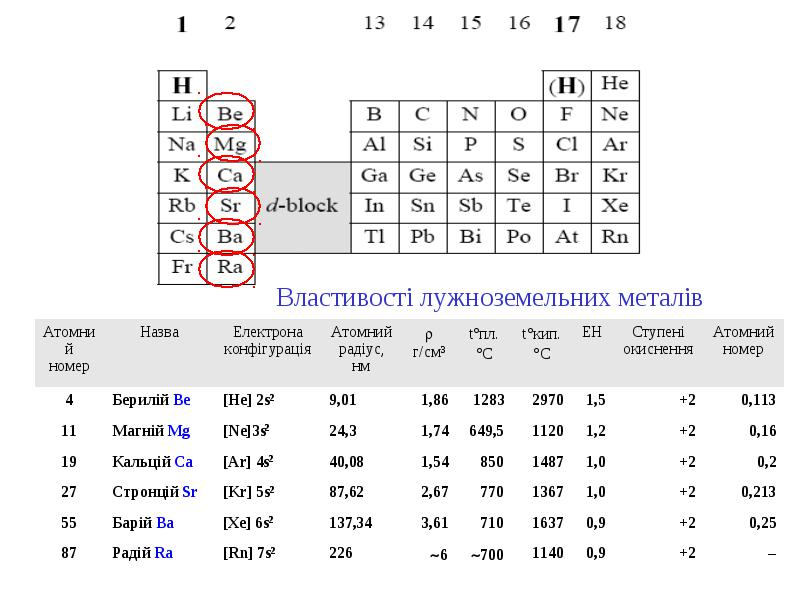 1 2 13 14 15 16 17 18
H (H) He
Li Be B C N O F Ne
Na Mg Al Si P S Cl Ar
K Ca Ga Ge As Se Br Kr
Rb Sr d-block In Sn Sb Te I Xe
Cs Ba Tl Pb Bi Po At Rn
Fr Ra
Властивості лужноземельних металів
Атомни Назва Електрона Атомний ρ t°пл. t°кип. ЕН Ступені Атомний
й конфігурація радіус, г/см³ °С °С окиснення номер
номер нм
4 Берилій Be [He] 2s² 9,01 1,86 1283 2970 1,5 +2 0,113
11 Магній Mg [Ne]3s² 24,3 1,74 649,5 1120 1,2 +2 0,16
19 Кальцій Ca [Ar] 4s² 40,08 1,54 850 1487 1,0 +2 0,2
27 Стронцій Sr [Kr] 5s² 87,62 2,67 770 1367 1,0 +2 0,213
55 Барій Ba [Xe] 6s² 137,34 3,61 710 1637 0,9 +2 0,25
87 Радій Ra [Rn] 7s² 226 ~6 ~700 1140 0,9 +2 –